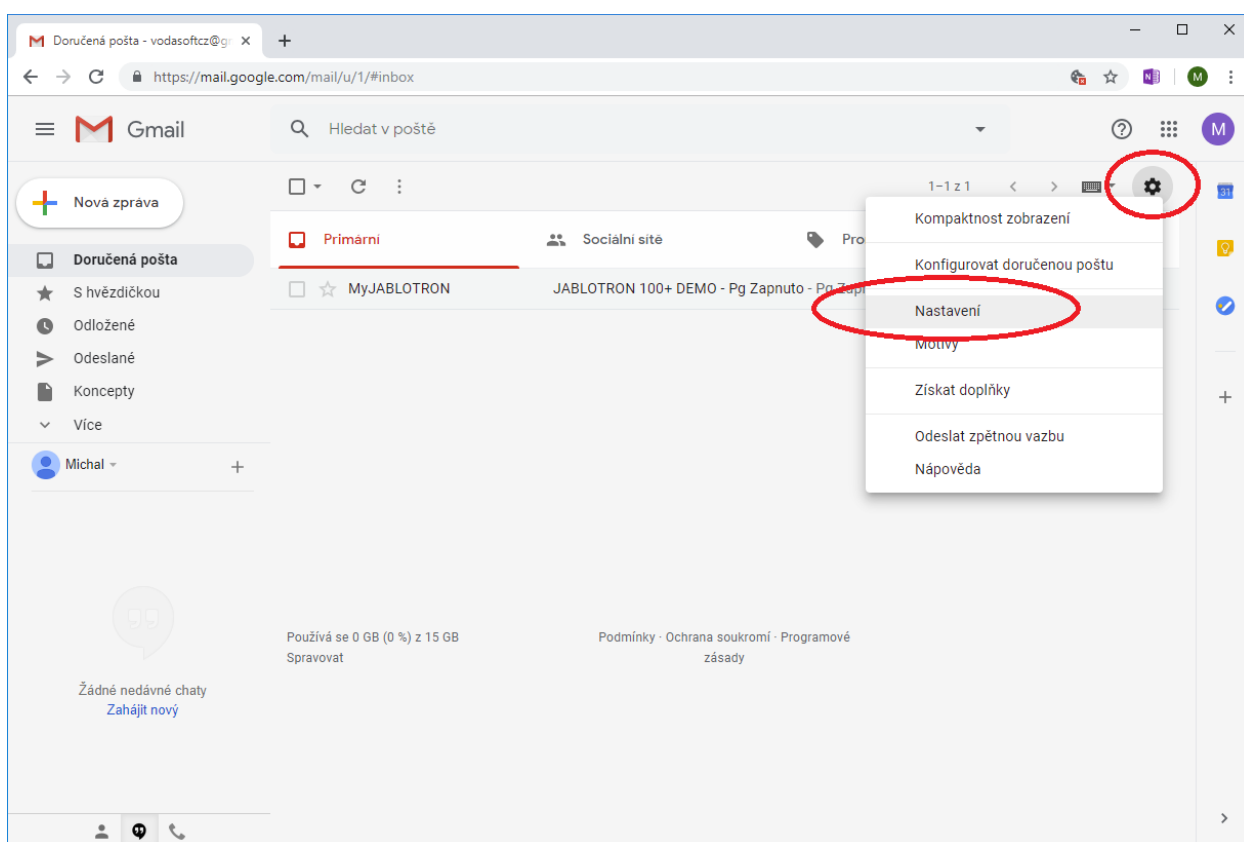 Doručená pošta - vodasoftcz@g
https://mail.google.com/mail/u/1/#inbox
M
Gmail
Hledat v poště
M
Nová zpráva
1–1 z 1
31
Kompaktnost zobrazení
Primární
Sociální sítě
Pro
Doručená pošta
Konfigurovat doručenou poštu
S hvězdičkou
MyJABLOTRON
JABLOTRON 100+ DEMO - Pg Zapnuto - Pg Zapn
Nastavení
Odložené
Motivy
Odeslané
Koncepty
Získat doplňky
Více
Odeslat zpětnou vazbu
Michal
Nápověda
Používá se 0 GB (0 %) z 15 GB
Spravovat
Podmínky · Ochrana soukromí · Programové
zásady
Žádné nedávné chaty
Zahájit nový